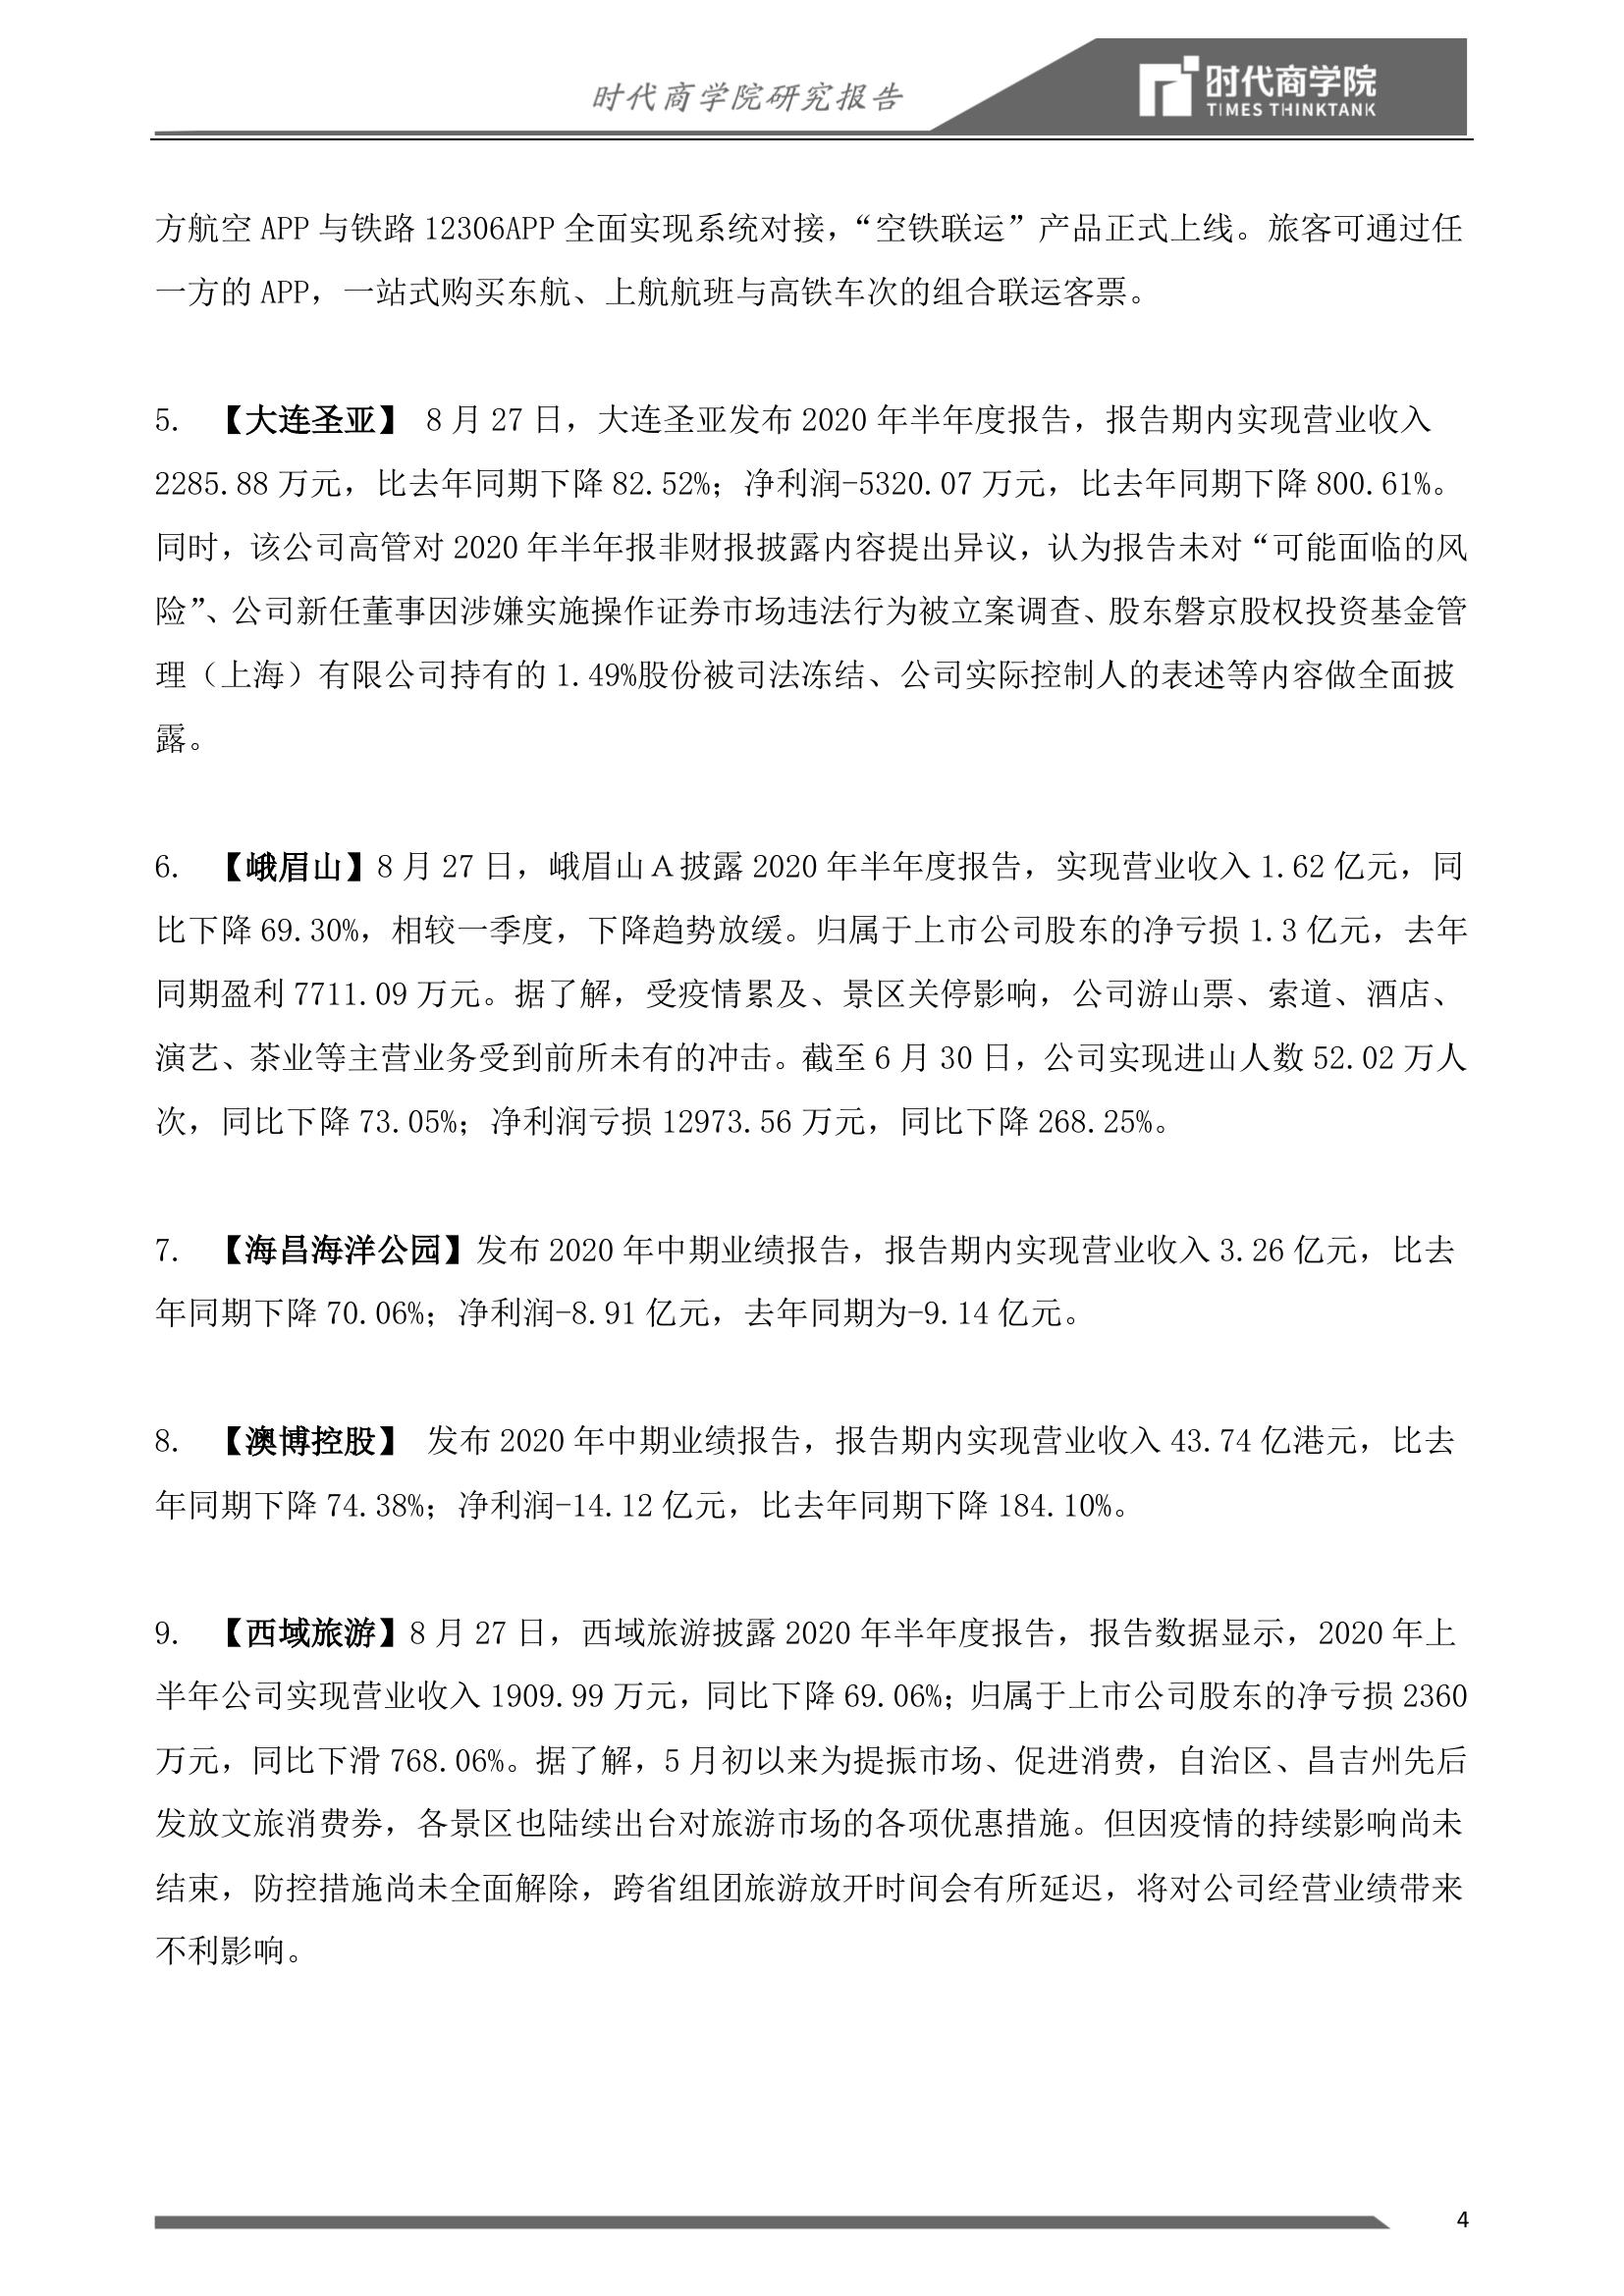 时代商学院研究报告
时代商学院
TIMES THINKTANK
方航空 APP 与铁路 12306APP 全面实现系统对接，“空铁联运”产品正式上线。旅客可通过任
一方的 APP，一站式购买东航、上航航班与高铁车次的组合联运客票。
5. 【大连圣亚】 8 月 27 日，大连圣亚发布 2020 年半年度报告，报告期内实现营业收入
2285.88 万元，比去年同期下降 82.52%；净利润-5320.07 万元，比去年同期下降 800.61%。
同时，该公司高管对 2020 年半年报非财报披露内容提出异议，认为报告未对“可能面临的风
险”、公司新任董事因涉嫌实施操作证券市场违法行为被立案调查、股东磐京股权投资基金管
理（上海）有限公司持有的 1.49%股份被司法冻结、公司实际控制人的表述等内容做全面披
露。
6. 【峨眉山】8 月 27 日，峨眉山Ａ披露 2020 年半年度报告，实现营业收入 1.62 亿元，同
比下降 69.30%，相较一季度，下降趋势放缓。归属于上市公司股东的净亏损 1.3 亿元，去年
同期盈利 7711.09 万元。据了解，受疫情累及、景区关停影响，公司游山票、索道、酒店、
演艺、茶业等主营业务受到前所未有的冲击。截至 6 月 30 日，公司实现进山人数 52.02 万人
次，同比下降 73.05%；净利润亏损 12973.56 万元，同比下降 268.25%。
7. 【海昌海洋公园】发布 2020 年中期业绩报告，报告期内实现营业收入 3.26 亿元，比去
年同期下降 70.06%；净利润-8.91 亿元，去年同期为-9.14 亿元。
8. 【澳博控股】 发布 2020 年中期业绩报告，报告期内实现营业收入 43.74 亿港元，比去
年同期下降 74.38%；净利润-14.12 亿元，比去年同期下降 184.10%。
9. 【西域旅游】8 月 27 日，西域旅游披露 2020 年半年度报告，报告数据显示，2020 年上
半年公司实现营业收入 1909.99 万元，同比下降 69.06%；归属于上市公司股东的净亏损 2360
万元，同比下滑 768.06%。据了解，5 月初以来为提振市场、促进消费，自治区、昌吉州先后
发放文旅消费券，各景区也陆续出台对旅游市场的各项优惠措施。但因疫情的持续影响尚未
结束，防控措施尚未全面解除，跨省组团旅游放开时间会有所延迟，将对公司经营业绩带来
不利影响。
4